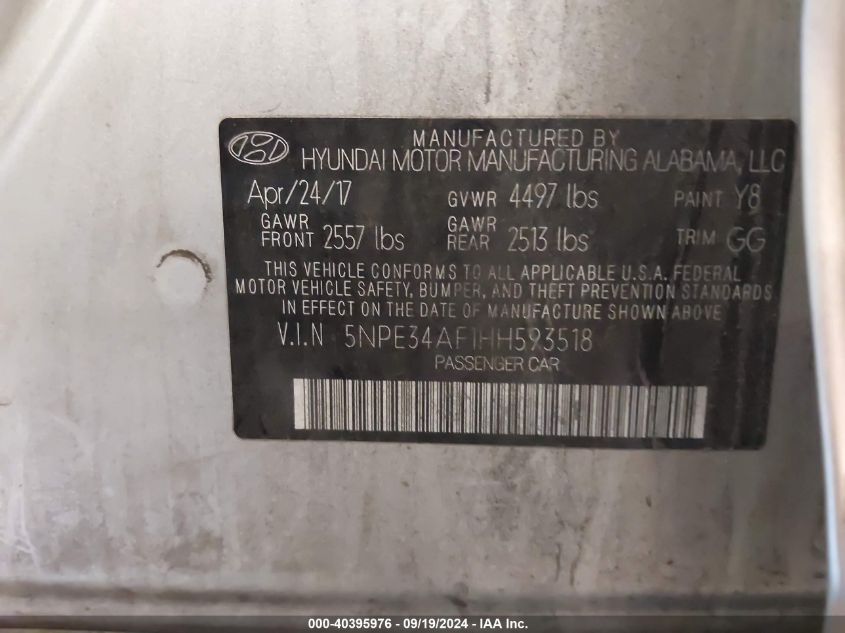 MANUFACTURED BY
HYUNDAI MOTOR MANUFACTURING ALABAMA, LLC
Apr/24/17 GVWR 4497 lbs PAINT Y8
GAWR FRONT 2557 lbs GAWR REAR 2513 lbs TRIM GG
THIS VEHICLE CONFORMS TO ALL APPLICABLE U.S.A. FEDERAL
MOTOR VEHICLE SAFETY, BUMPER, AND THEFT PREVENTION STANDARDS
IN EFFECT ON THE DATE OF MANUFACTURE SHOWN ABOVE.
V.I.N 5NPE34AF1HH593518
PASSENGER CAR
000-40395976 - 09/19/2024 - IAA Inc.